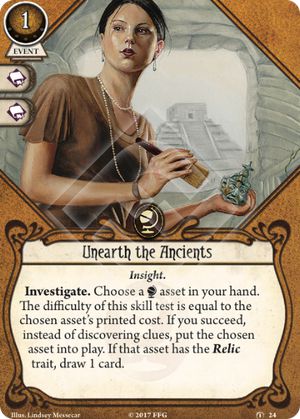 1
EVENT
Unearth the Ancients
Insight.
Investigate. Choose a asset in your hand.
The difficulty of this skill test is equal to the
chosen asset's printed cost. If you succeed,
instead of discovering clues, put the chosen
asset into play. If that asset has the Relic
trait, draw 1 card.
Illus. Lindsey Messecar
© 2017 FFG
24